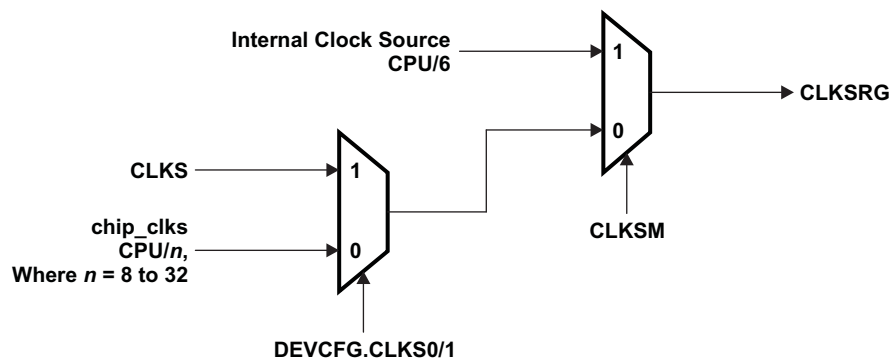 Internal Clock Source
CPU/6
1
CLKSRG
0
CLKS
1
chip_clks
CPU/n,
Where n = 8 to 32
0
CLKSM
DEVCFG.CLKS0/1